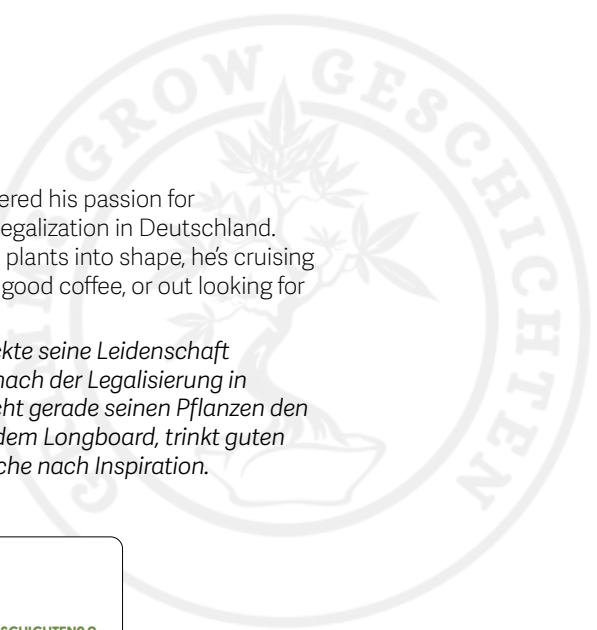 GROW GESCHICHTEN
ered his passion for
egalization in Deutschland.
plants into shape, he's cruising
good coffee, or out looking for
ekte seine Leidenschaft
nach der Legalisierung in
eht gerade seinen Pflanzen den
dem Longboard, trinkt guten
che nach Inspiration.